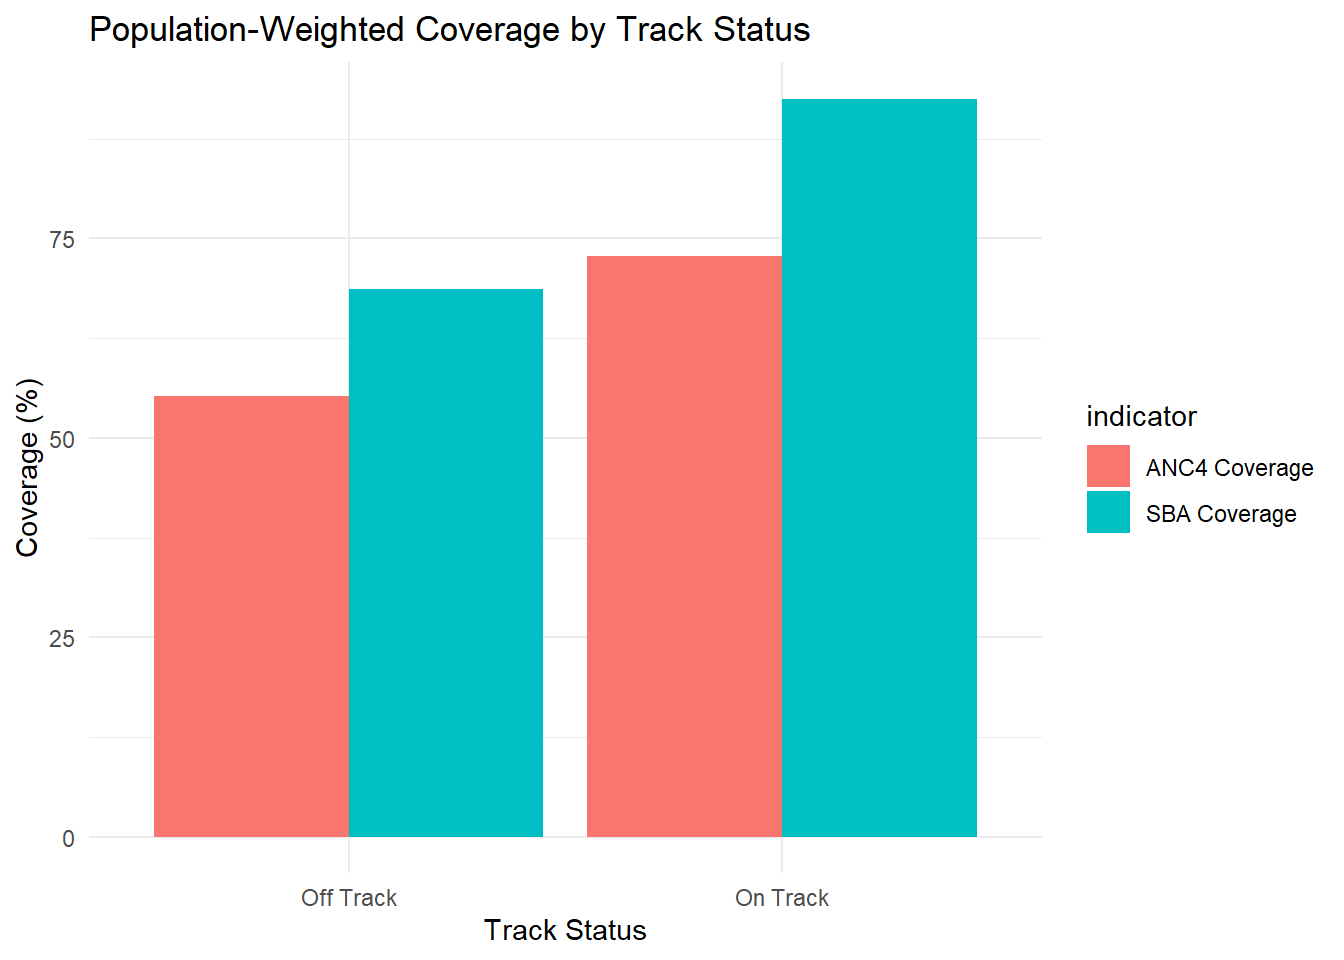 Population-Weighted Coverage by Track Status
Coverage (%)
75
50
25
0
Off Track
On Track
Track Status
indicator
ANC4 Coverage
SBA Coverage